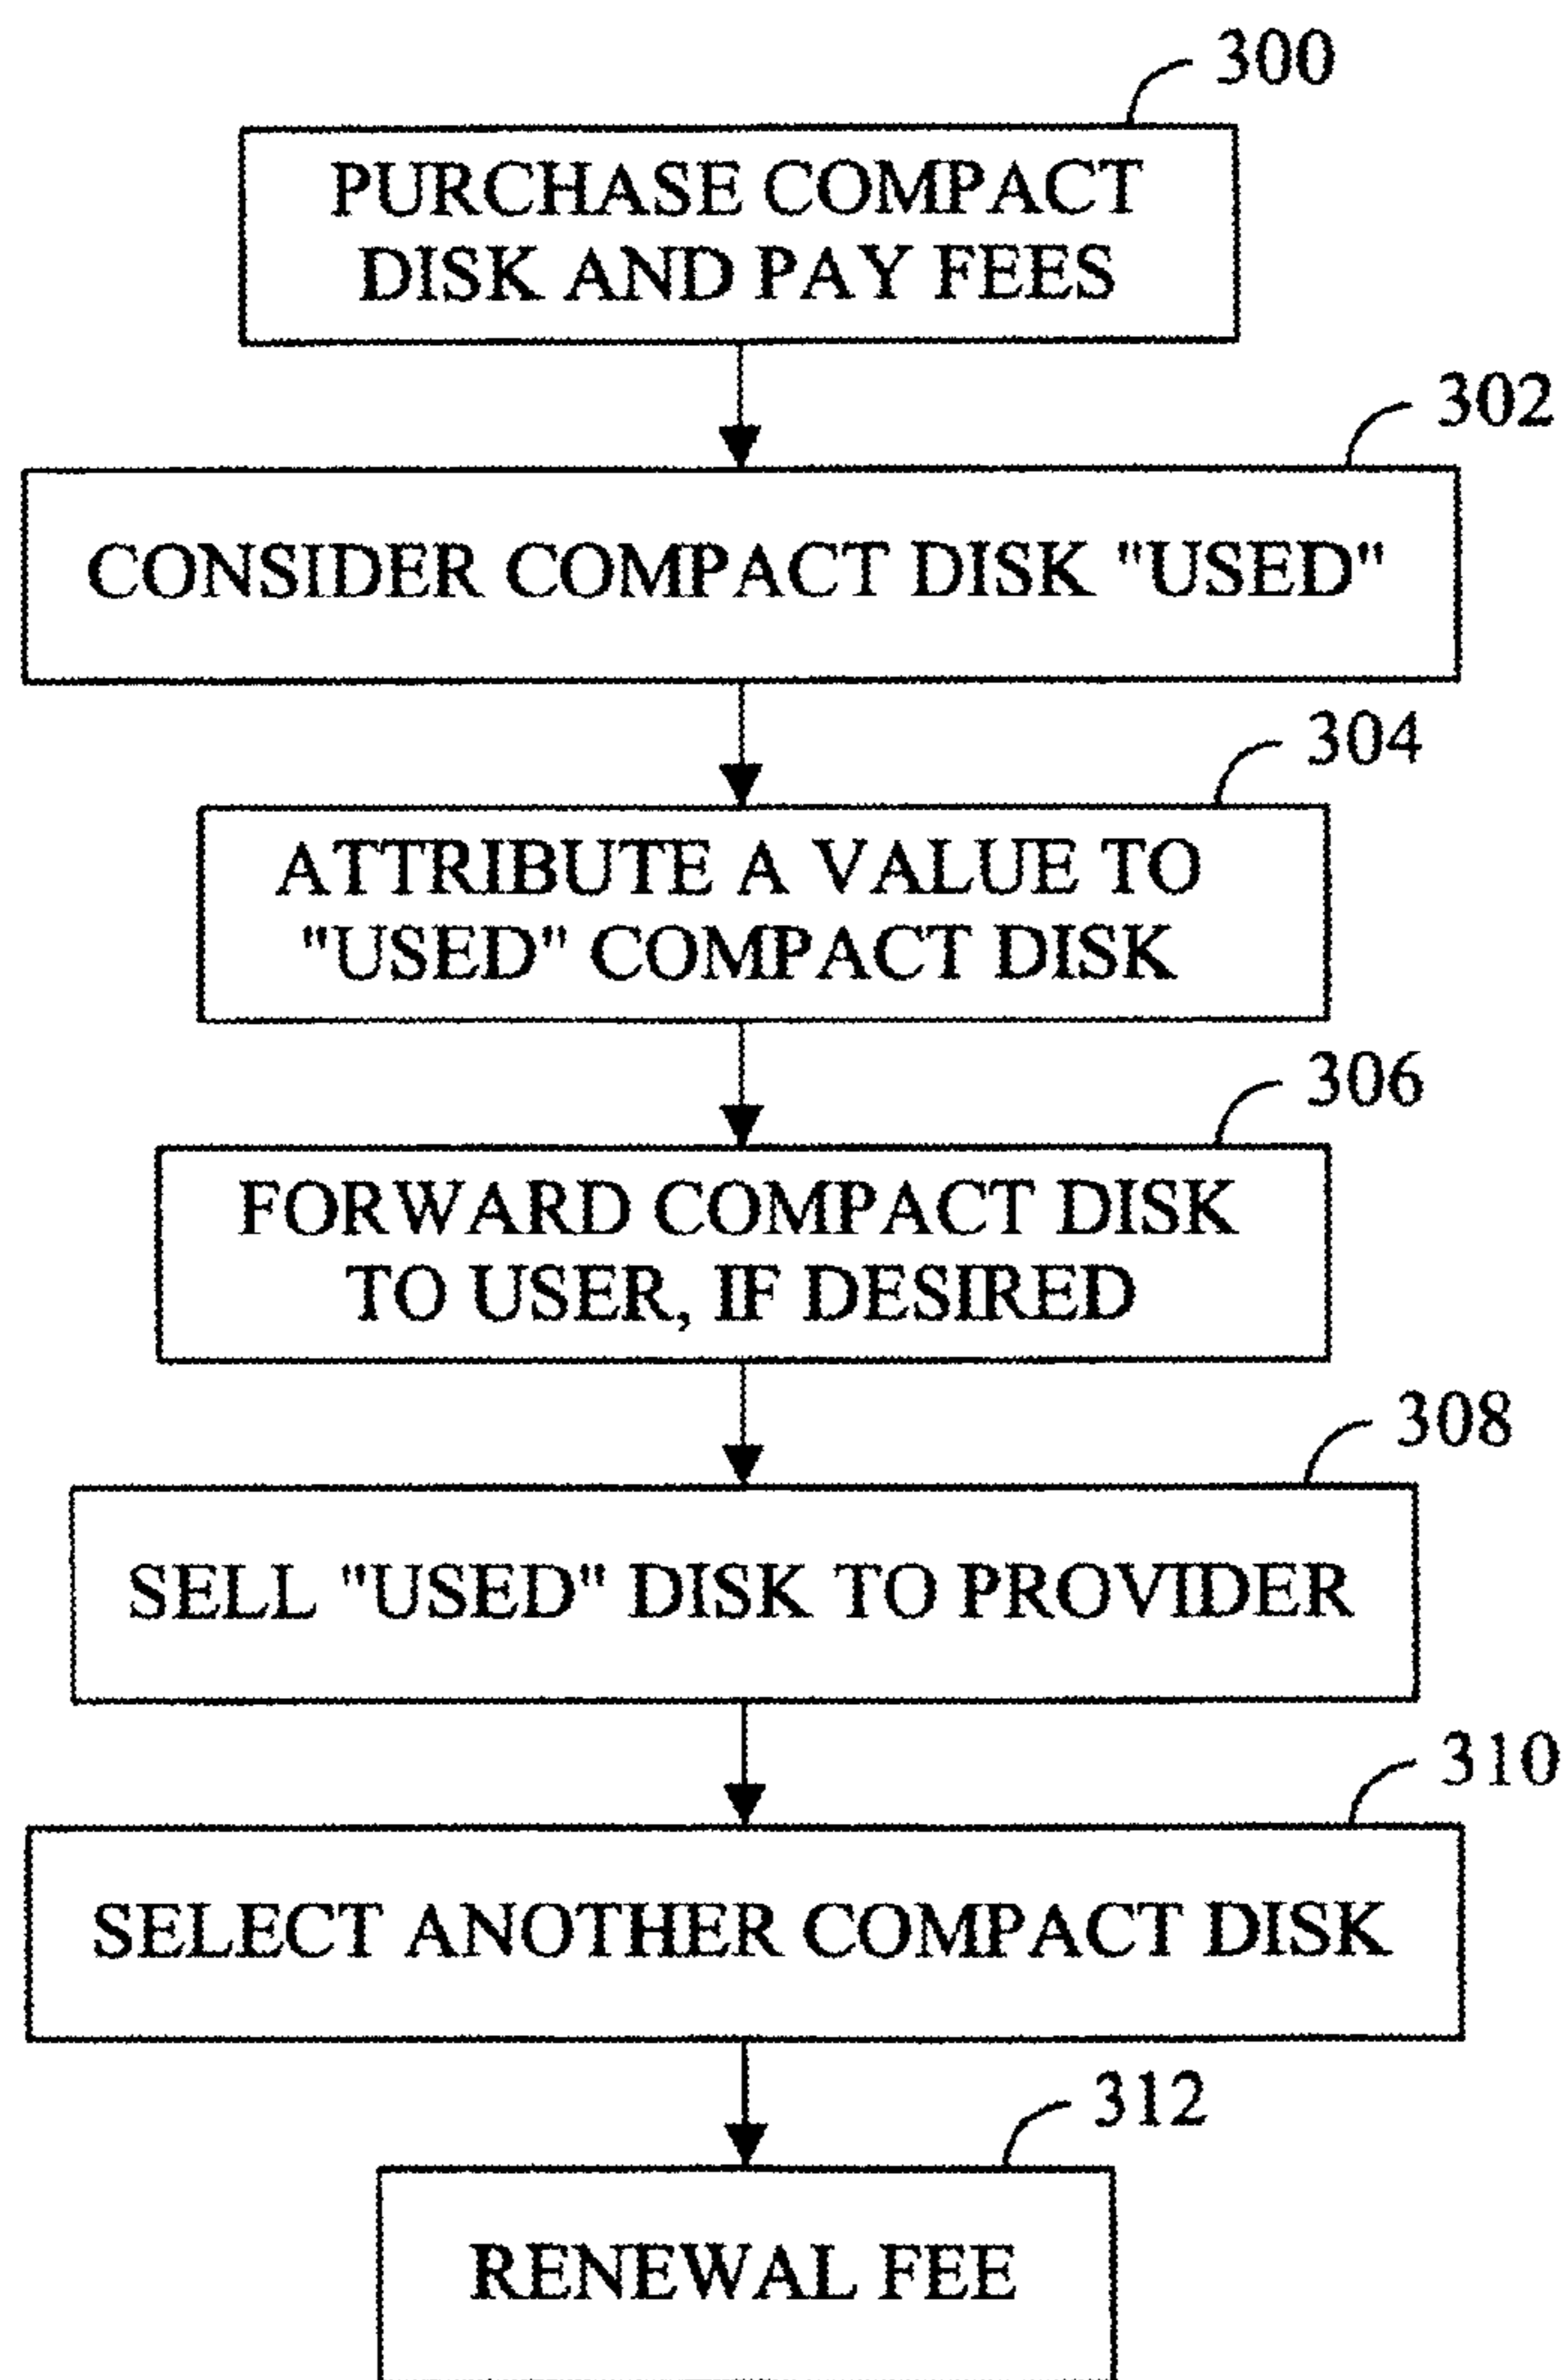 300
PURCHASE COMPACT
DISK AND PAY FEES
302
CONSIDER COMPACT DISK "USED"
304
ATTRIBUTE A VALUE TO
"USED" COMPACT DISK
306
FORWARD COMPACT DISK
TO USER, IF DESIRED
308
SELL "USED" DISK TO PROVIDER
310
SELECT ANOTHER COMPACT DISK
312
RENEWAL FEE